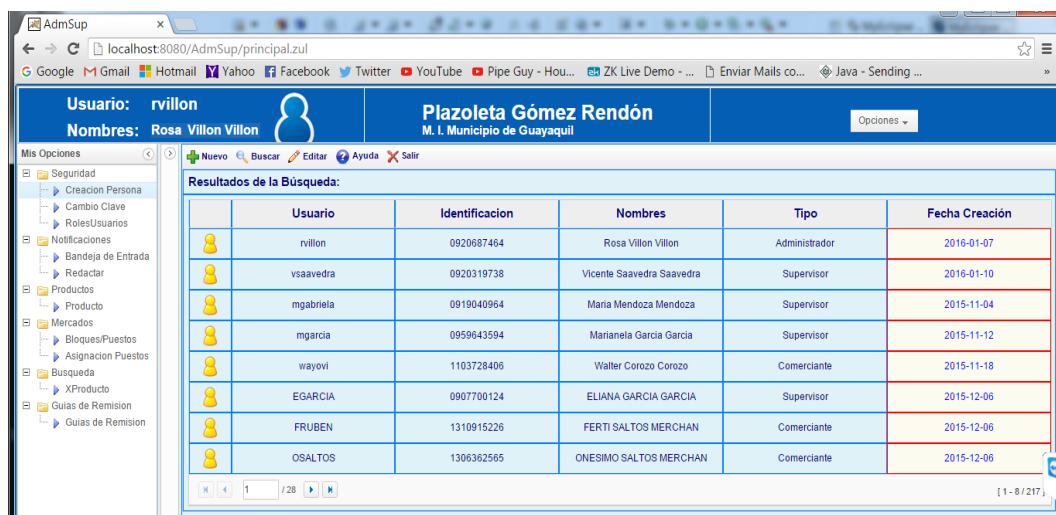 AdmSup
localhost:8080/AdmSup/principal.zul
Google Gmail Hotmail Yahoo Facebook Twitter YouTube Pipe Guy - Hou... ZK Live Demo - ... Enviar Mails co... Java - Sending ... »
Usuario: rvillon
Nombres: Rosa Villon Villon
Plazoleta Gómez Rendón
M. I. Municipio de Guayaquil
Opciones
Mis Opciones
Nuevo Buscar Editar Ayuda Salir
Seguridad
Creacion Persona
Cambio Clave
RolesUsuarios
Notificaciones
Bandeja de Entrada
Redactar
Productos
Producto
Mercados
Bloques/Puestos
Asignacion Puestos
Busqueda
XProducto
Guias de Remision
Guias de Remision
Resultados de la Búsqueda:
Usuario Identificacion Nombres Tipo Fecha Creación
rvillon 0920687464 Rosa Villon Villon Administrador 2016-01-07
vsaavedra 0920319738 Vicente Saavedra Saavedra Supervisor 2016-01-10
mgabriela 0919040964 Maria Mendoza Mendoza Supervisor 2015-11-04
mgarcia 0959643594 Marianela Garcia Garcia Supervisor 2015-11-12
wayovi 1103728406 Walter Corozo Corozo Comerciante 2015-11-18
EGARCIA 0907700124 ELIANA GARCIA GARCIA Supervisor 2015-12-06
FRUBEN 1310915226 FERTI SALTOS MERCHAN Comerciante 2015-12-06
OSALTOS 1306362565 ONESIMO SALTOS MERCHAN Comerciante 2015-12-06
1 / 28
[ 1 - 8 / 217 ]